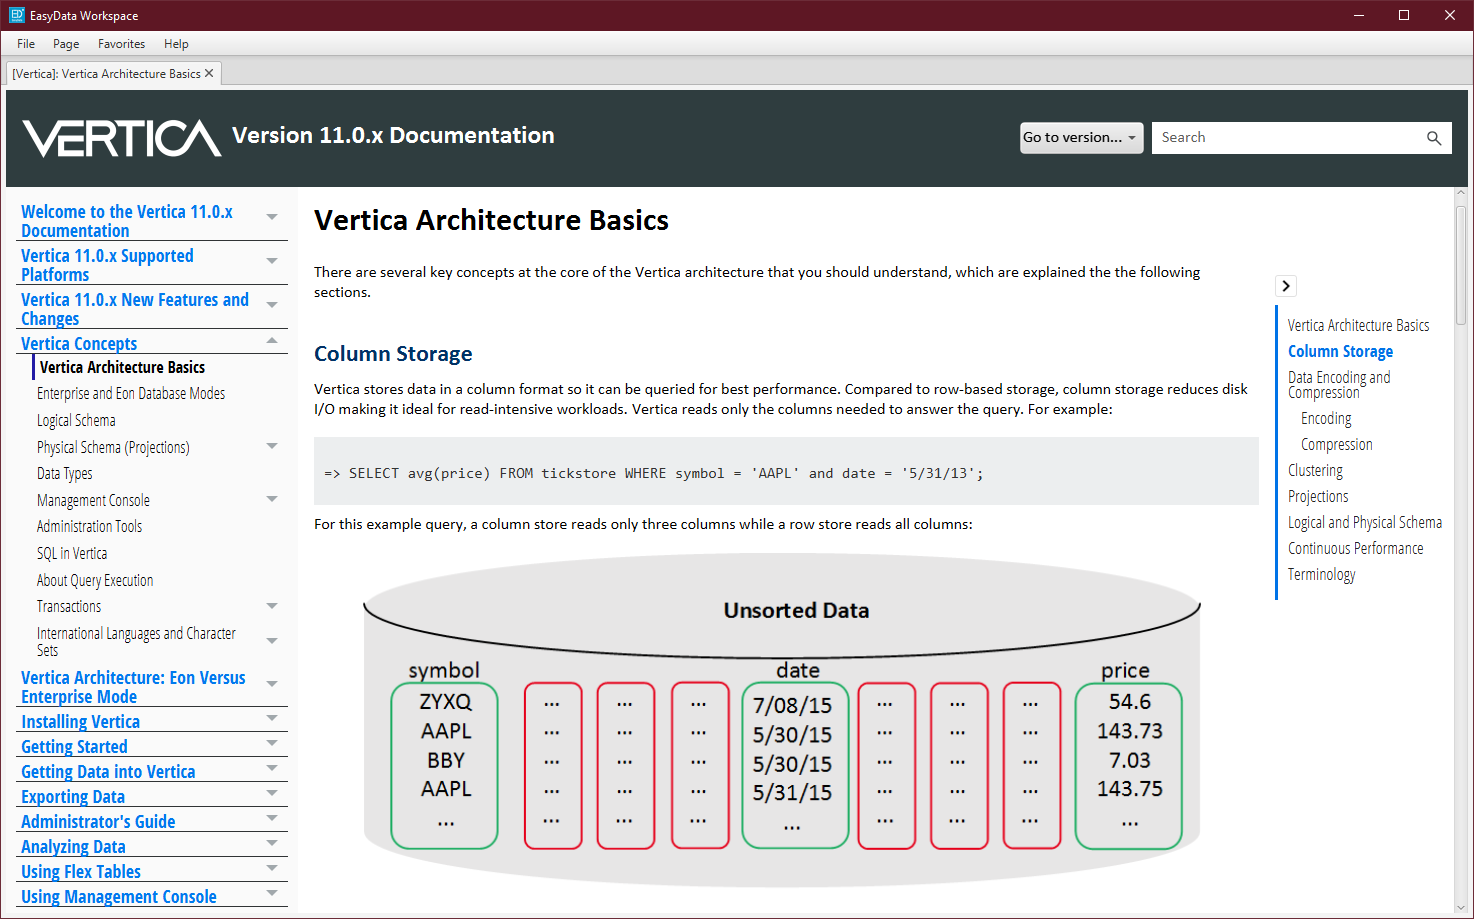 EasyData Workspace
File Page Favorites Help
[Vertica]: Vertica Architecture Basics
VERTICA Version 11.0.x Documentation
Go to version...
Search
Welcome to the Vertica 11.0.x
Documentation
Vertica 11.0.x Supported
Platforms
Vertica 11.0.x New Features and
Changes
Vertica Concepts
Vertica Architecture Basics
Enterprise and Eon Database Modes
Logical Schema
Physical Schema (Projections)
Data Types
Management Console
Administration Tools
SQL in Vertica
About Query Execution
Transactions
International Languages and Character
Sets
Vertica Architecture: Eon Versus
Enterprise Mode
Installing Vertica
Getting Started
Getting Data into Vertica
Exporting Data
Administrator's Guide
Analyzing Data
Using Flex Tables
Using Management Console
Vertica Architecture Basics
There are several key concepts at the core of the Vertica architecture that you should understand, which are explained the the following
sections.
Column Storage
Vertica stores data in a column format so it can be queried for best performance. Compared to row-based storage, column storage reduces disk
I/O making it ideal for read-intensive workloads. Vertica reads only the columns needed to answer the query. For example:
=> SELECT avg(price) FROM tickstore WHERE symbol = 'AAPL' and date = '5/31/13';
For this example query, a column store reads only three columns while a row store reads all columns:
Unsorted Data
symbol date price
ZYXQ ... ... ... 7/08/15 ... ... ... 54.6
AAPL ... ... ... 5/30/15 ... ... ... 143.73
BBY ... ... ... 5/30/15 ... ... ... 7.03
AAPL ... ... ... 5/31/15 ... ... ... 143.75
... ... ... ... ... ... ... ... ...
Vertica Architecture Basics
Column Storage
Data Encoding and
Compression
Encoding
Compression
Clustering
Projections
Logical and Physical Schema
Continuous Performance
Terminology